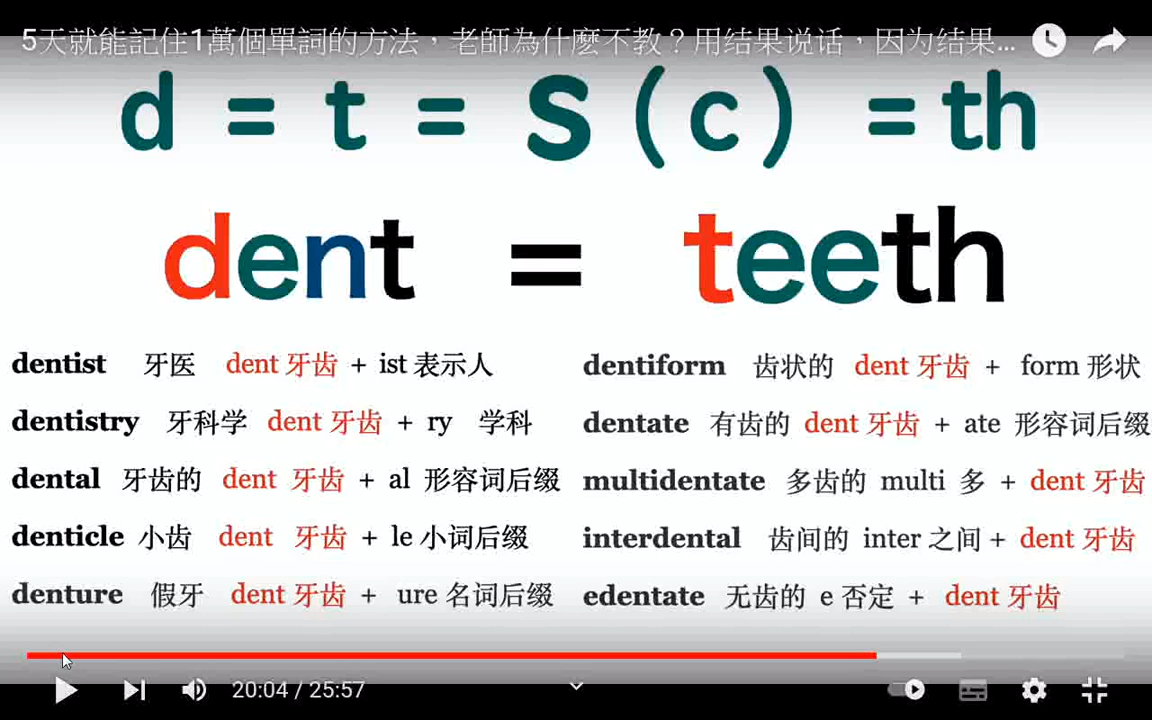 5天就能記住1萬個單詞的方法，老師為什麼不教？用结果说话，因为结果...
d = t = S (c) = th
dent = teeth
dentist 牙医 dent 牙齿 + ist 表示人
dentistry 牙科学 dent 牙齿 + ry 学科
dental 牙齿的 dent 牙齿 + al 形容词后缀
denticle 小齿 dent 牙齿 + le 小词后缀
denture 假牙 dent 牙齿 + ure 名词后缀
dentiform 齿状的 dent 牙齿 + form 形状
dentate 有齿的 dent 牙齿 + ate 形容词后缀
multidentate 多齿的 multi 多 + dent 牙齿
interdental 齿间的 inter 之间 + dent 牙齿
edentate 无齿的 e 否定 + dent 牙齿
20:04 / 25:57